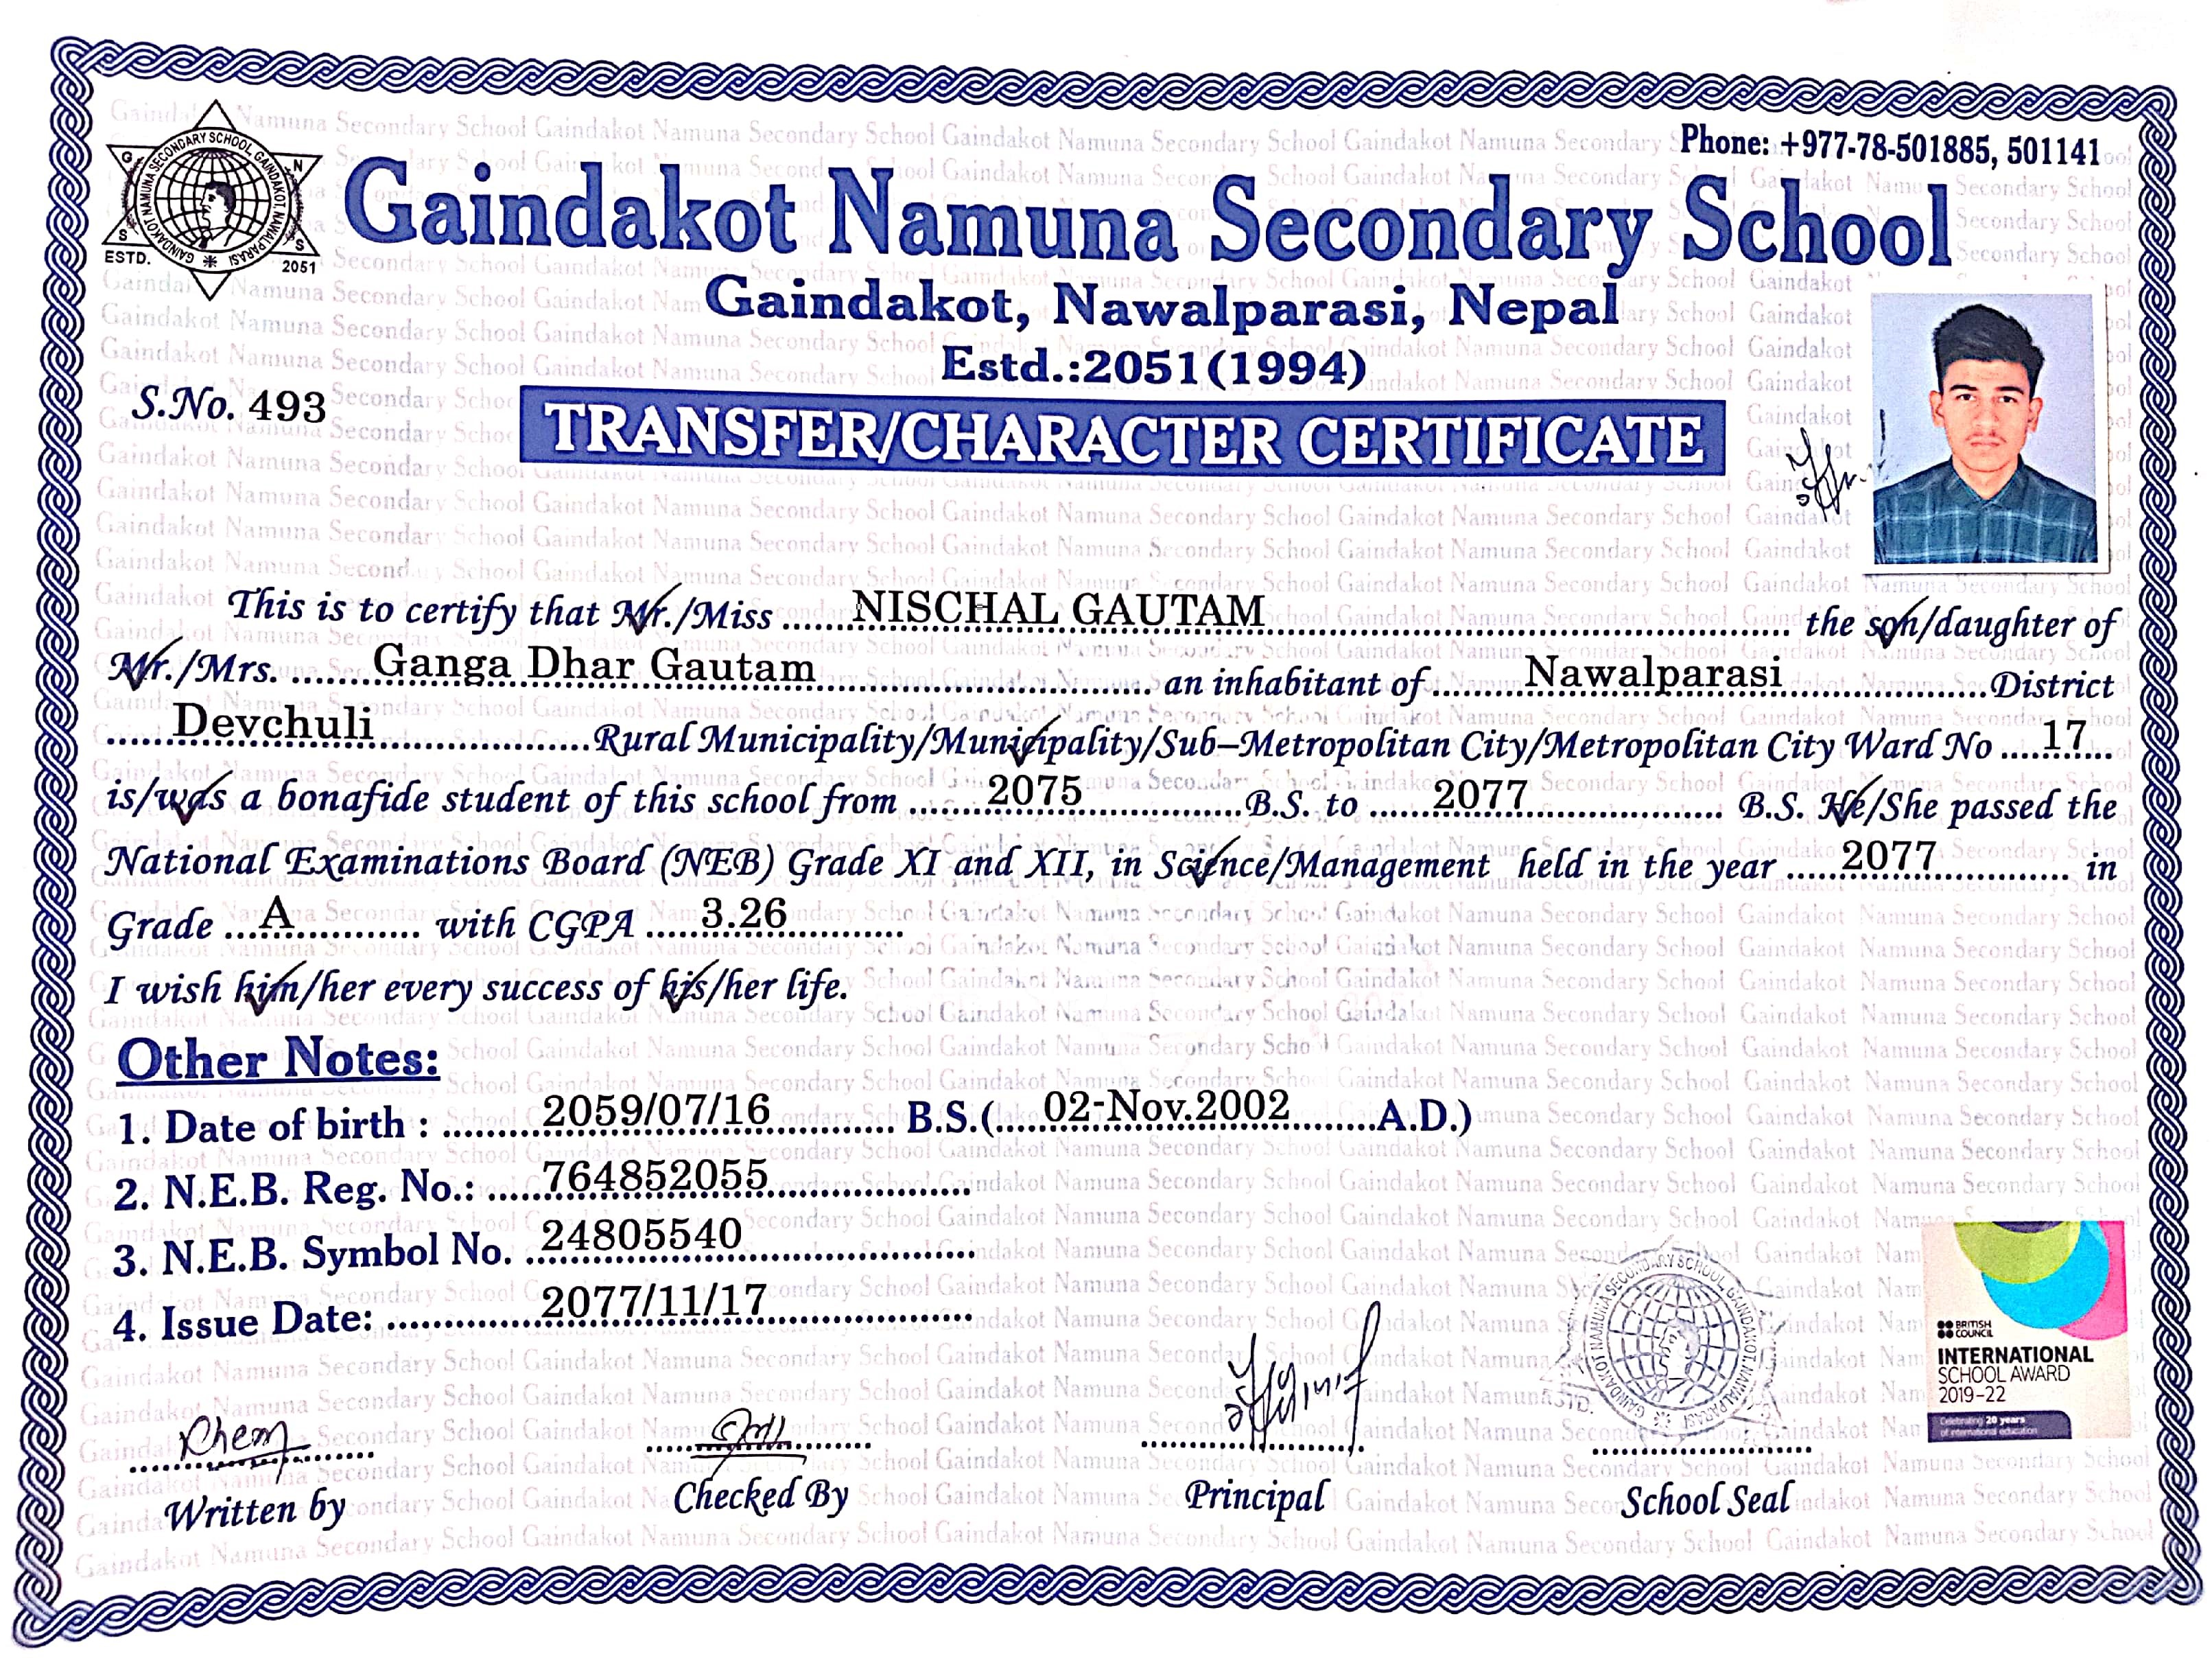 Phone: +977-78-501885, 501141
GAINDAKOT NAMUNA SECONDARY SCHOOL GAINDAKOT, NAWALPARASI
G N
S S
ESTD. 2051
Gaindakot Namuna Secondary School
Gaindakot, Nawalparasi, Nepal
Estd.:2051(1994)
S.No. 493
TRANSFER/CHARACTER CERTIFICATE
This is to certify that Mr./Miss ......NISCHAL GAUTAM...... the son/daughter of
Mr./Mrs. ......Ganga Dhar Gautam...... an inhabitant of ......Nawalparasi...... District
......Devchuli...... Rural Municipality/Municipality/Sub–Metropolitan City/Metropolitan City Ward No ....17...
is/was a bonafide student of this school from ......2075...... B.S. to ......2077...... B.S. He/She passed the
National Examinations Board (NEB) Grade XI and XII, in Science/Management held in the year ......2077...... in
Grade ...A...... with CGPA ......3.26......
I wish him/her every success of his/her life.
Other Notes:
1. Date of birth : ......2059/07/16...... B.S.(......02-Nov.2002......A.D.)
2. N.E.B. Reg. No.: ......764852055......
3. N.E.B. Symbol No. ......24805540......
4. Issue Date: ......2077/11/17......
BRITISH COUNCIL
INTERNATIONAL
SCHOOL AWARD
2019-22
Celebrating 20 years
of international education
Written by
Checked By
Principal
School Seal